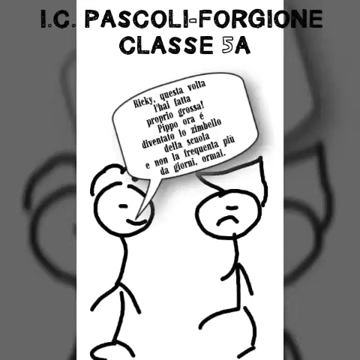 I.C. PASCOLI-FORGIONE
CLASSE 5A
Ricky, questa volta
l'hai fatta
proprio grossa!
Pippo ora é
diventato lo zimbello
della scuola
e non la frequenta più
da giorni, ormai.